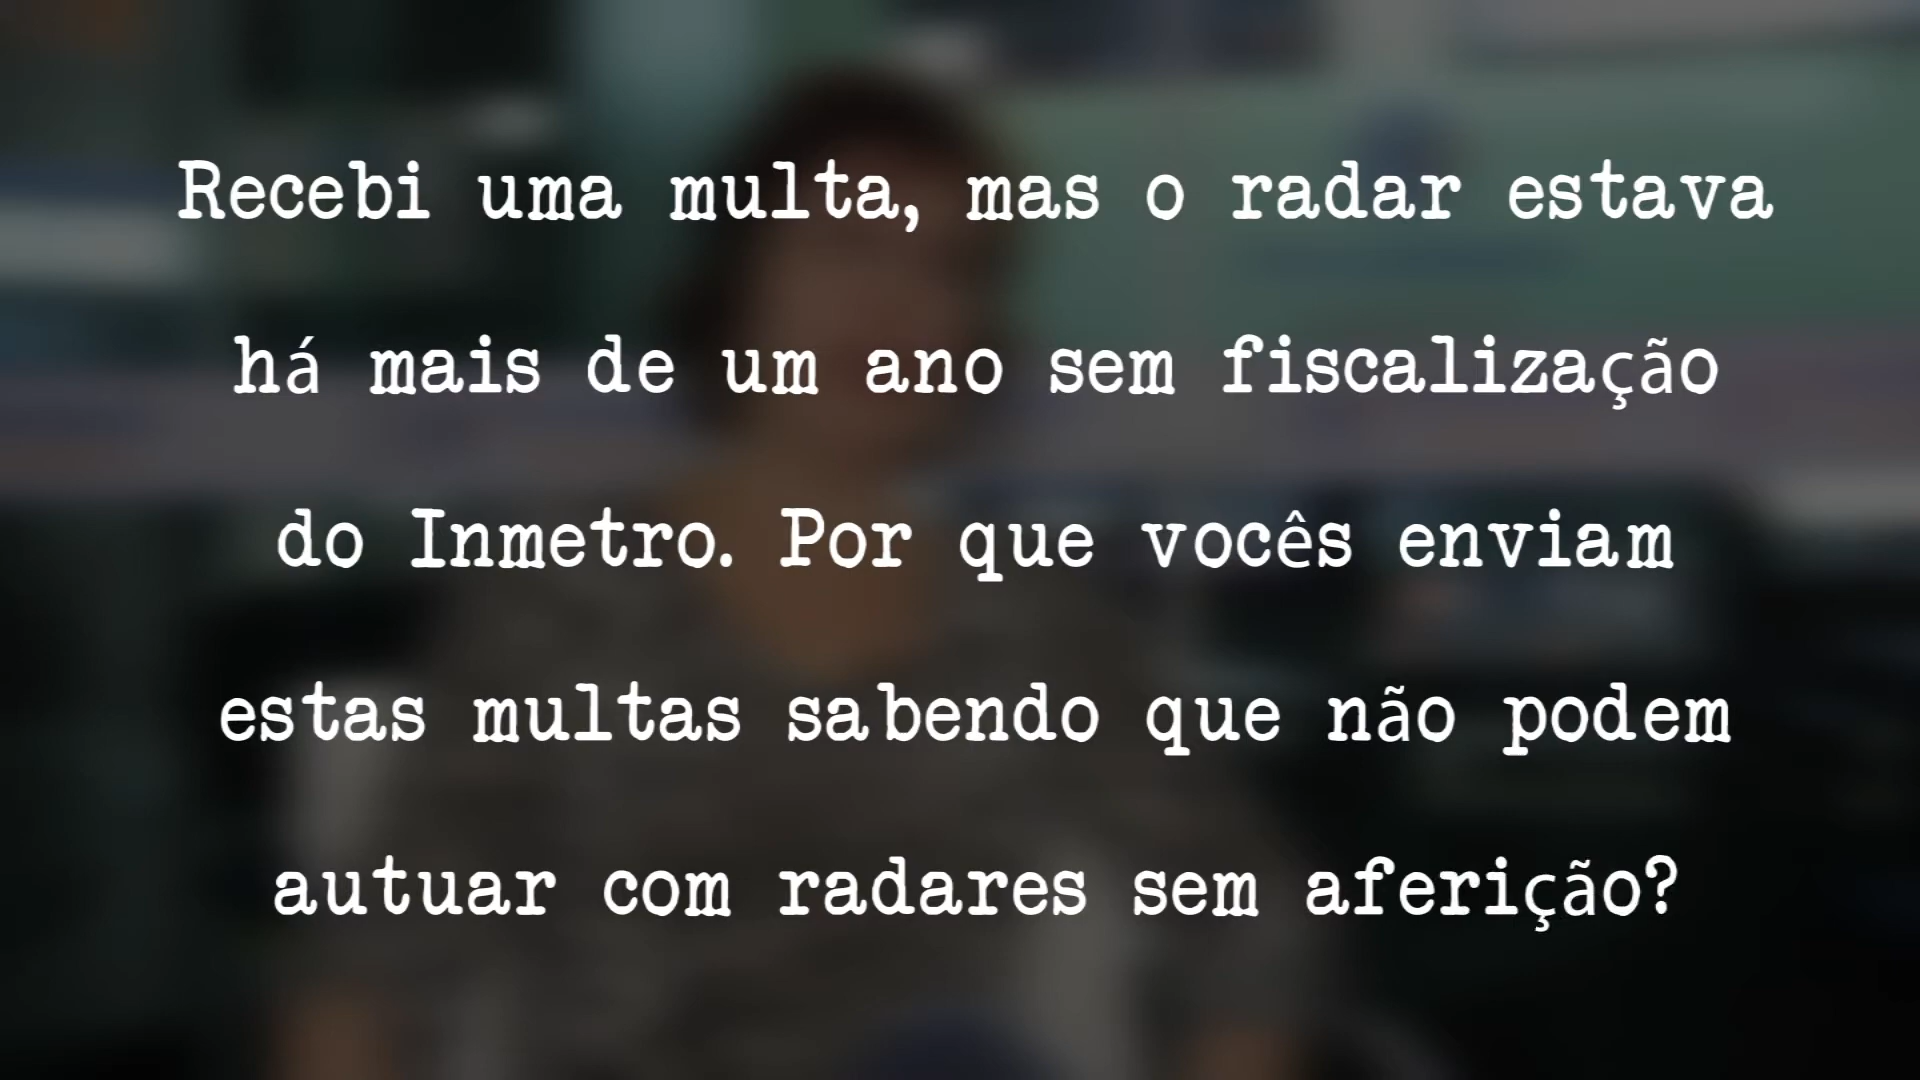 Recebi uma multa, mas o radar estava
há mais de um ano sem fiscalização
do Inmetro. Por que vocês enviam
estas multas sabendo que não podem
autuar com radares sem aferição?